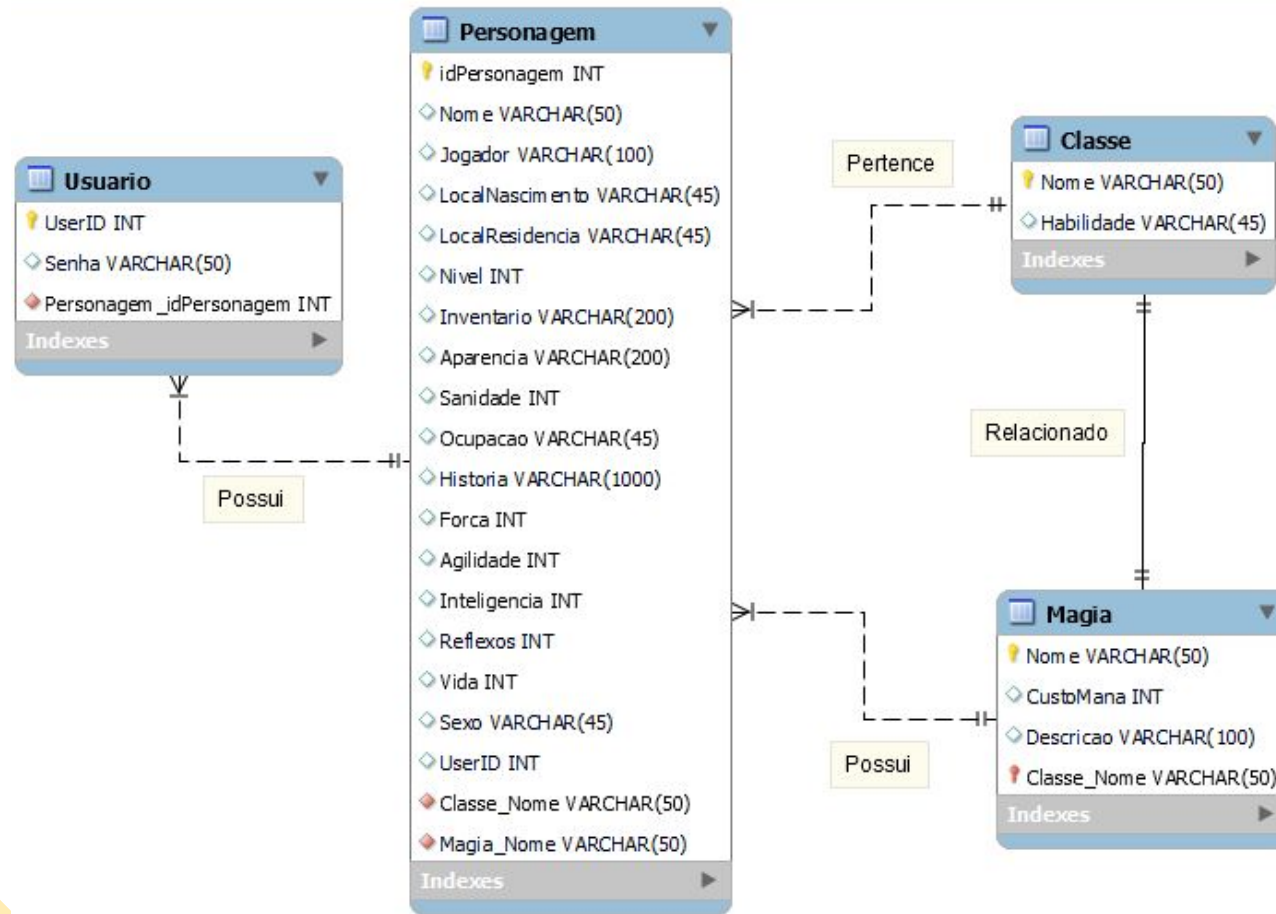 Usuario
UserID INT
Senha VARCHAR(50)
Personagem_idPersonagem INT
Indexes
Possui
Personagem
idPersonagem INT
Nome VARCHAR(50)
Jogador VARCHAR(100)
LocalNascimento VARCHAR(45)
LocalResidencia VARCHAR(45)
Nivel INT
Inventario VARCHAR(200)
Aparencia VARCHAR(200)
Sanidade INT
Ocupacao VARCHAR(45)
Historia VARCHAR(1000)
Forca INT
Agilidade INT
Inteligencia INT
Reflexos INT
Vida INT
Sexo VARCHAR(45)
UserID INT
Classe_Nome VARCHAR(50)
Magia_Nome VARCHAR(50)
Indexes
Pertence
Classe
Nome VARCHAR(50)
Habilidade VARCHAR(45)
Indexes
Relacionado
Possui
Magia
Nome VARCHAR(50)
CustoMana INT
Descricao VARCHAR(100)
Classe_Nome VARCHAR(50)
Indexes